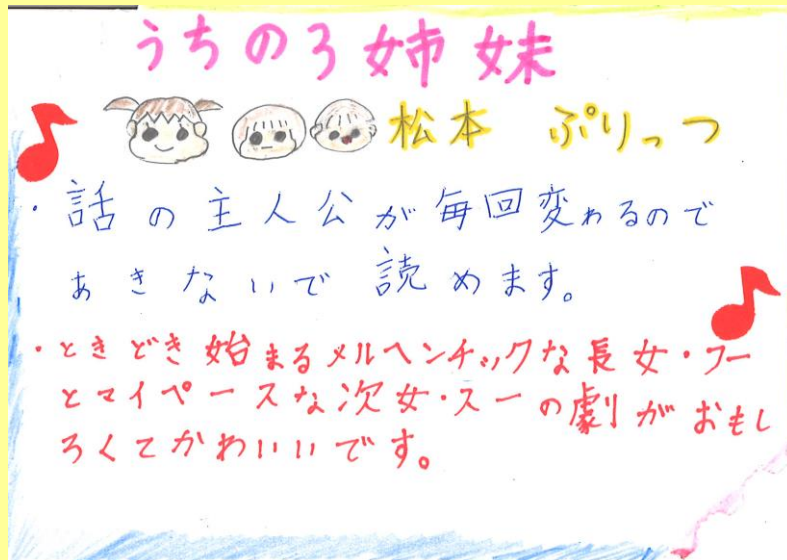 うちの3姉妹
松本 ぷりっつ
・話の主人公が毎回変わるので
あきないで読めます。
・ときどき始まるメルヘンチックな長女・フー
とマイペースな次女・スーの劇がおもし
ろくてかわいいです。